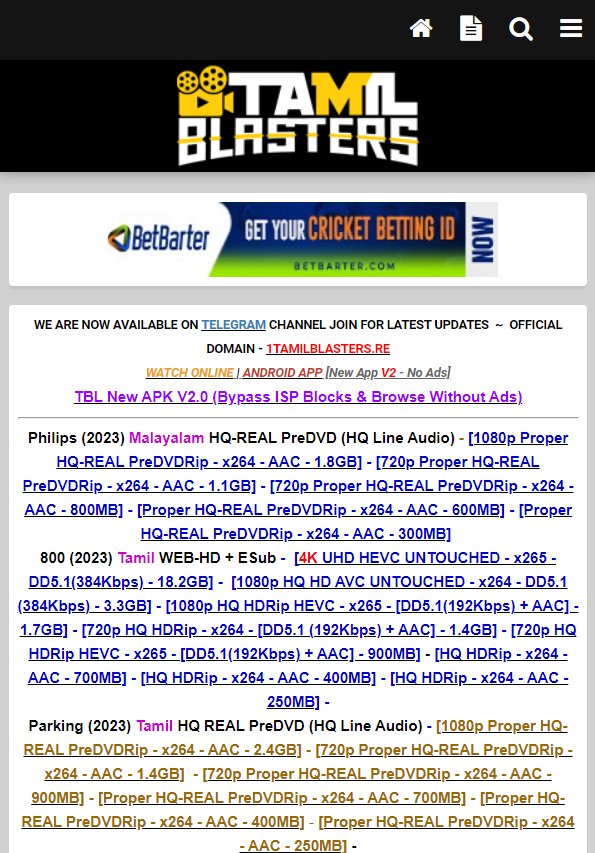 TAMIL
BLASTERS
BetBarter GET YOUR CRICKET BETTING ID NOW
BETBARTER.COM
WE ARE NOW AVAILABLE ON TELEGRAM CHANNEL JOIN FOR LATEST UPDATES ~ OFFICIAL
DOMAIN - 1TAMILBLASTERS.RE
WATCH ONLINE | ANDROID APP [New App V2 - No Ads]
TBL New APK V2.0 (Bypass ISP Blocks & Browse Without Ads)
Philips (2023) Malayalam HQ-REAL PreDVD (HQ Line Audio) - [1080p Proper
HQ-REAL PreDVDRip - x264 - AAC - 1.8GB] - [720p Proper HQ-REAL
PreDVDRip - x264 - AAC - 1.1GB] - [720p Proper HQ-REAL PreDVDRip - x264 -
AAC - 800MB] - [Proper HQ-REAL PreDVDRip - x264 - AAC - 600MB] - [Proper
HQ-REAL PreDVDRip - x264 - AAC - 300MB]
800 (2023) Tamil WEB-HD + ESub - [4K UHD HEVC UNTOUCHED - x265 -
DD5.1(384Kbps) - 18.2GB] - [1080p HQ HD AVC UNTOUCHED - x264 - DD5.1
(384Kbps) - 3.3GB] - [1080p HQ HDRip HEVC - x265 - [DD5.1(192Kbps) + AAC] -
1.7GB] - [720p HQ HDRip - x264 - [DD5.1 (192Kbps) + AAC] - 1.4GB] - [720p HQ
HDRip HEVC - x265 - [DD5.1(192Kbps) + AAC] - 900MB] - [HQ HDRip - x264 -
AAC - 700MB] - [HQ HDRip - x264 - AAC - 400MB] - [HQ HDRip - x264 - AAC -
250MB] -
Parking (2023) Tamil HQ REAL PreDVD (HQ Line Audio) - [1080p Proper HQ-
REAL PreDVDRip - x264 - AAC - 2.4GB] - [720p Proper HQ-REAL PreDVDRip -
x264 - AAC - 1.4GB] - [720p Proper HQ-REAL PreDVDRip - x264 - AAC -
900MB] - [Proper HQ-REAL PreDVDRip - x264 - AAC - 700MB] - [Proper HQ-
REAL PreDVDRip - x264 - AAC - 400MB] - [Proper HQ-REAL PreDVDRip - x264
- AAC - 250MB] -